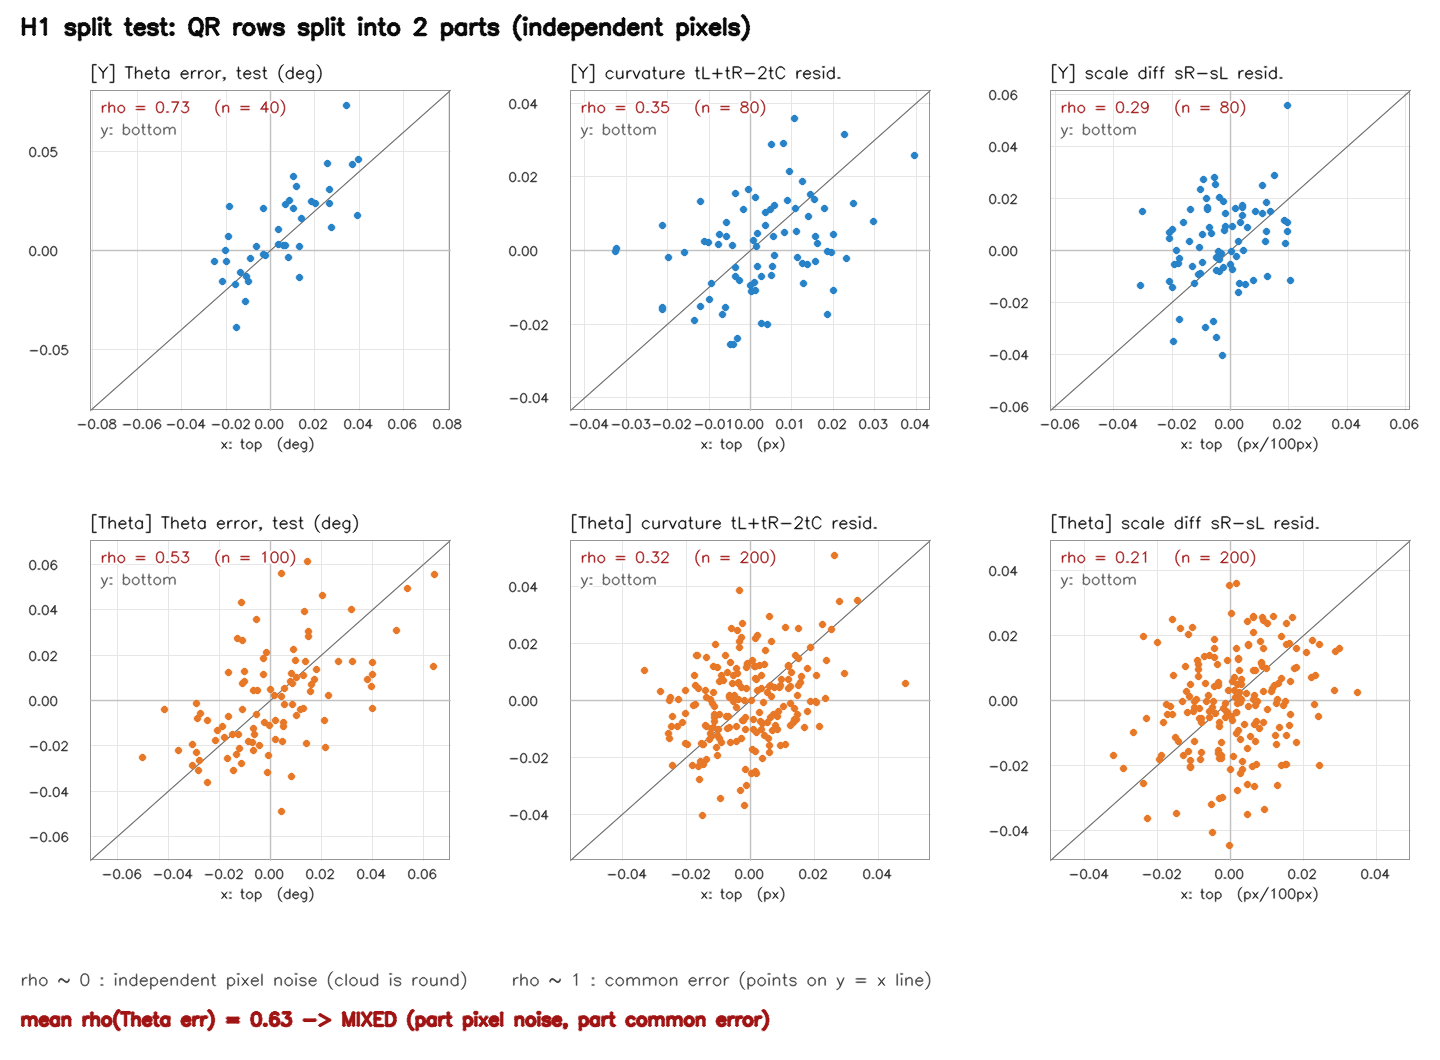 H1 split test: QR rows split into 2 parts (independent pixels)
[Y] Theta error, test (deg)
rho = 0.73 (n = 40)
y: bottom
0.05
0.00
−0.05
−0.08 −0.06 −0.04 −0.02 0.00 0.02 0.04 0.06 0.08
x: top (deg)
[Y] curvature tL+tR−2tC resid.
rho = 0.35 (n = 80)
y: bottom
0.04
0.02
0.00
−0.02
−0.04
−0.04 −0.03 −0.02 −0.01 0.00 0.01 0.02 0.03 0.04
x: top (px)
[Y] scale diff sR−sL resid.
rho = 0.29 (n = 80)
y: bottom
0.06
0.04
0.02
0.00
−0.02
−0.04
−0.06
−0.06 −0.04 −0.02 0.00 0.02 0.04 0.06
x: top (px/100px)
[Theta] Theta error, test (deg)
rho = 0.53 (n = 100)
y: bottom
0.06
0.04
0.02
0.00
−0.02
−0.04
−0.06
−0.06 −0.04 −0.02 0.00 0.02 0.04 0.06
x: top (deg)
[Theta] curvature tL+tR−2tC resid.
rho = 0.32 (n = 200)
y: bottom
0.04
0.02
0.00
−0.02
−0.04
−0.04 −0.02 0.00 0.02 0.04
x: top (px)
[Theta] scale diff sR−sL resid.
rho = 0.21 (n = 200)
y: bottom
0.04
0.02
0.00
−0.02
−0.04
−0.04 −0.02 0.00 0.02 0.04
x: top (px/100px)
rho ~ 0 : independent pixel noise (cloud is round) rho ~ 1 : common error (points on y = x line)
mean rho(Theta err) = 0.63 −> MIXED (part pixel noise, part common error)